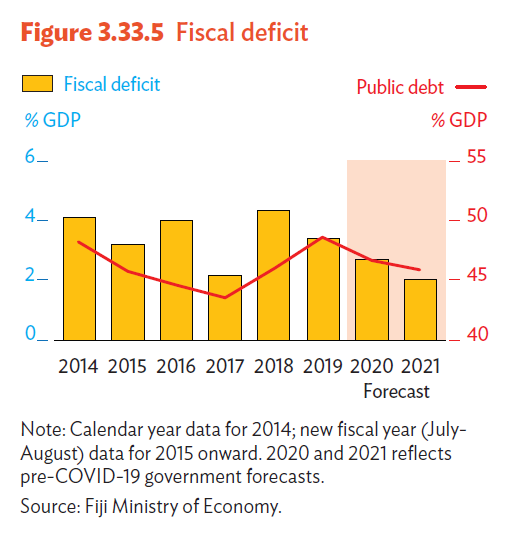 Figure 3.33.5 Fiscal deficit
Fiscal deficit
Public debt
% GDP
% GDP
6
55
4
50
2
45
0
40
2014 2015 2016 2017 2018 2019 2020 2021
Forecast
Note: Calendar year data for 2014; new fiscal year (July–
August) data for 2015 onward. 2020 and 2021 reflects
pre-COVID-19 government forecasts.
Source: Fiji Ministry of Economy.